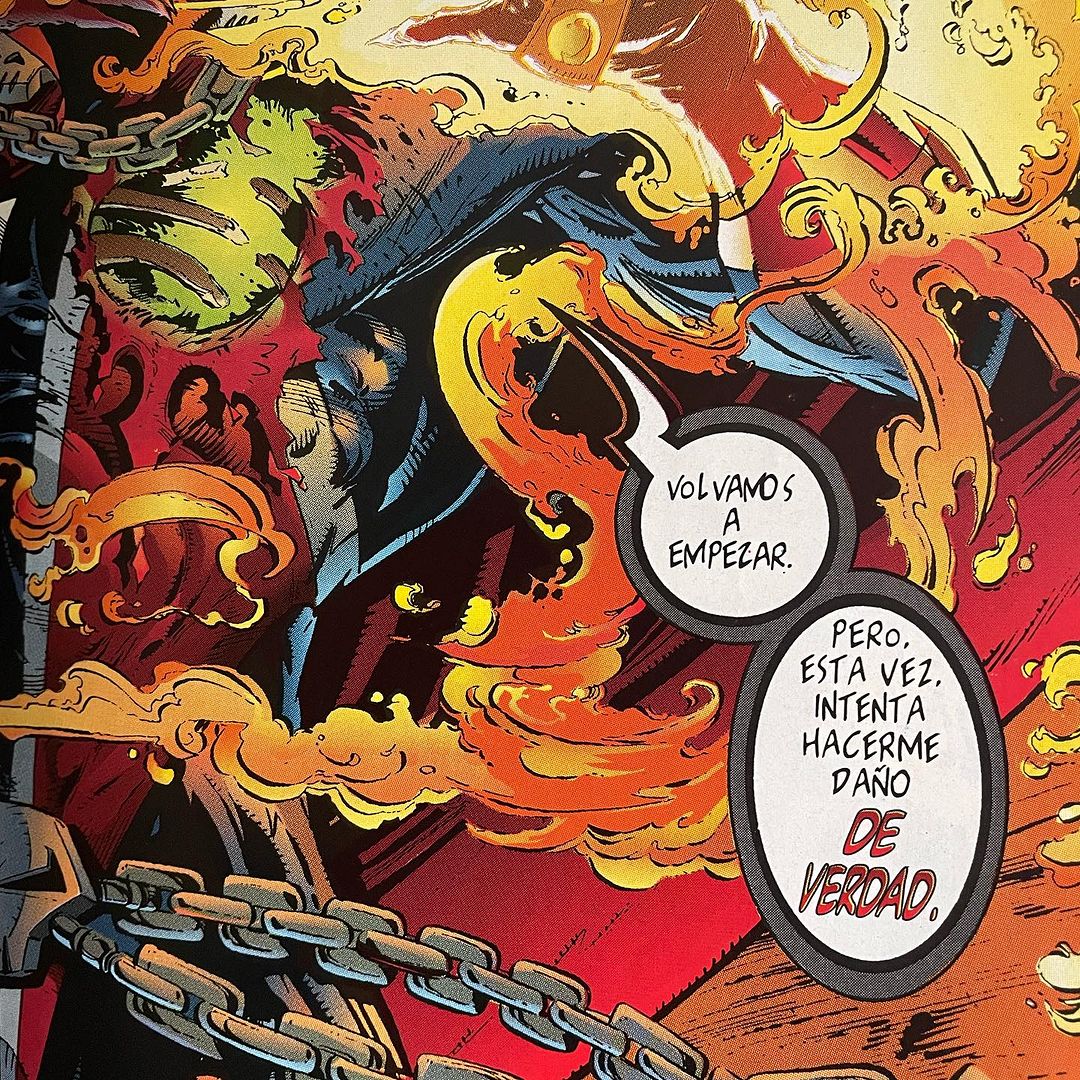 VOLVAMOS
A
EMPEZAR.
PERO,
ESTA VEZ,
INTENTA
HACERME
DAÑO
DE
VERDAD.